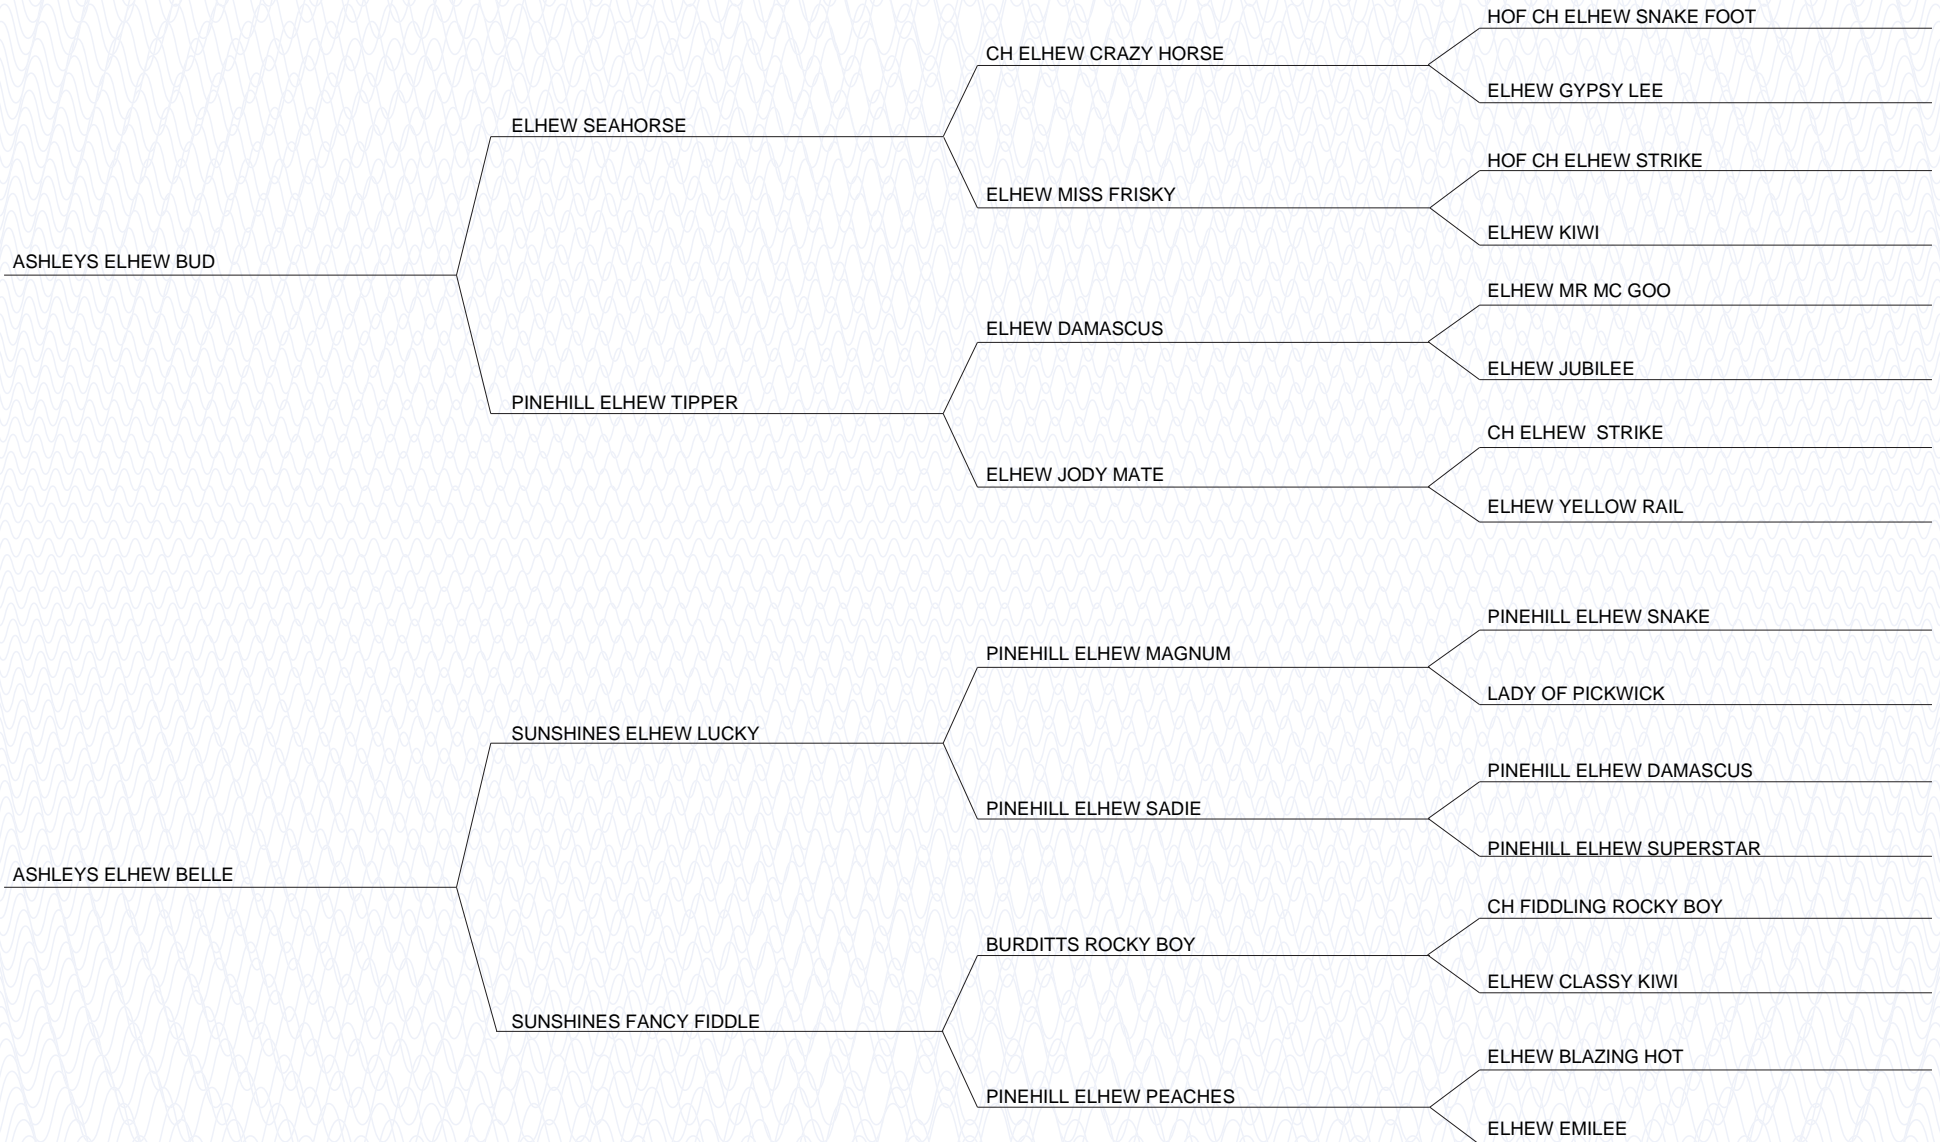 HOF CH ELHEW SNAKE FOOT
CH ELHEW CRAZY HORSE
ELHEW GYPSY LEE
ELHEW SEAHORSE
HOF CH ELHEW STRIKE
ELHEW MISS FRISKY
ELHEW KIWI
ASHLEYS ELHEW BUD
ELHEW MR MC GOO
ELHEW DAMASCUS
ELHEW JUBILEE
PINEHILL ELHEW TIPPER
CH ELHEW  STRIKE
ELHEW JODY MATE
ELHEW YELLOW RAIL
PINEHILL ELHEW SNAKE
PINEHILL ELHEW MAGNUM
LADY OF PICKWICK
SUNSHINES ELHEW LUCKY
PINEHILL ELHEW DAMASCUS
PINEHILL ELHEW SADIE
PINEHILL ELHEW SUPERSTAR
ASHLEYS ELHEW BELLE
CH FIDDLING ROCKY BOY
BURDITTS ROCKY BOY
ELHEW CLASSY KIWI
SUNSHINES FANCY FIDDLE
ELHEW BLAZING HOT
PINEHILL ELHEW PEACHES
ELHEW EMILEE